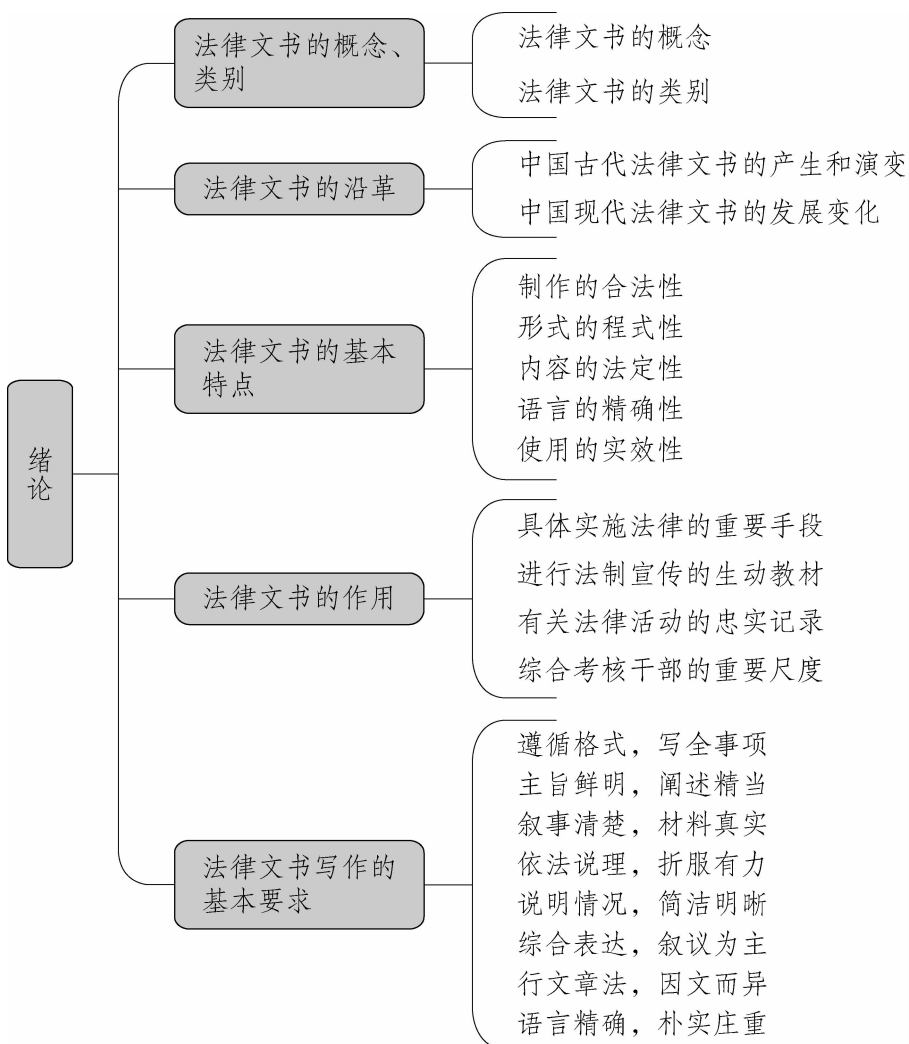 绪论
法律文书的概念、
类别
法律文书的概念
法律文书的类别
法律文书的沿革
中国古代法律文书的产生和演变
中国现代法律文书的发展变化
法律文书的基本
特点
制作的合法性
形式的程式性
内容的法定性
语言的精确性
使用的实效性
法律文书的作用
具体实施法律的重要手段
进行法制宣传的生动教材
有关法律活动的忠实记录
综合考核干部的重要尺度
法律文书写作的
基本要求
遵循格式，写全事项
主旨鲜明，阐述精当
叙事清楚，材料真实
依法说理，折服有力
说明情况，简洁明晰
综合表达，叙议为主
行文章法，因文而异
语言精确，朴实庄重